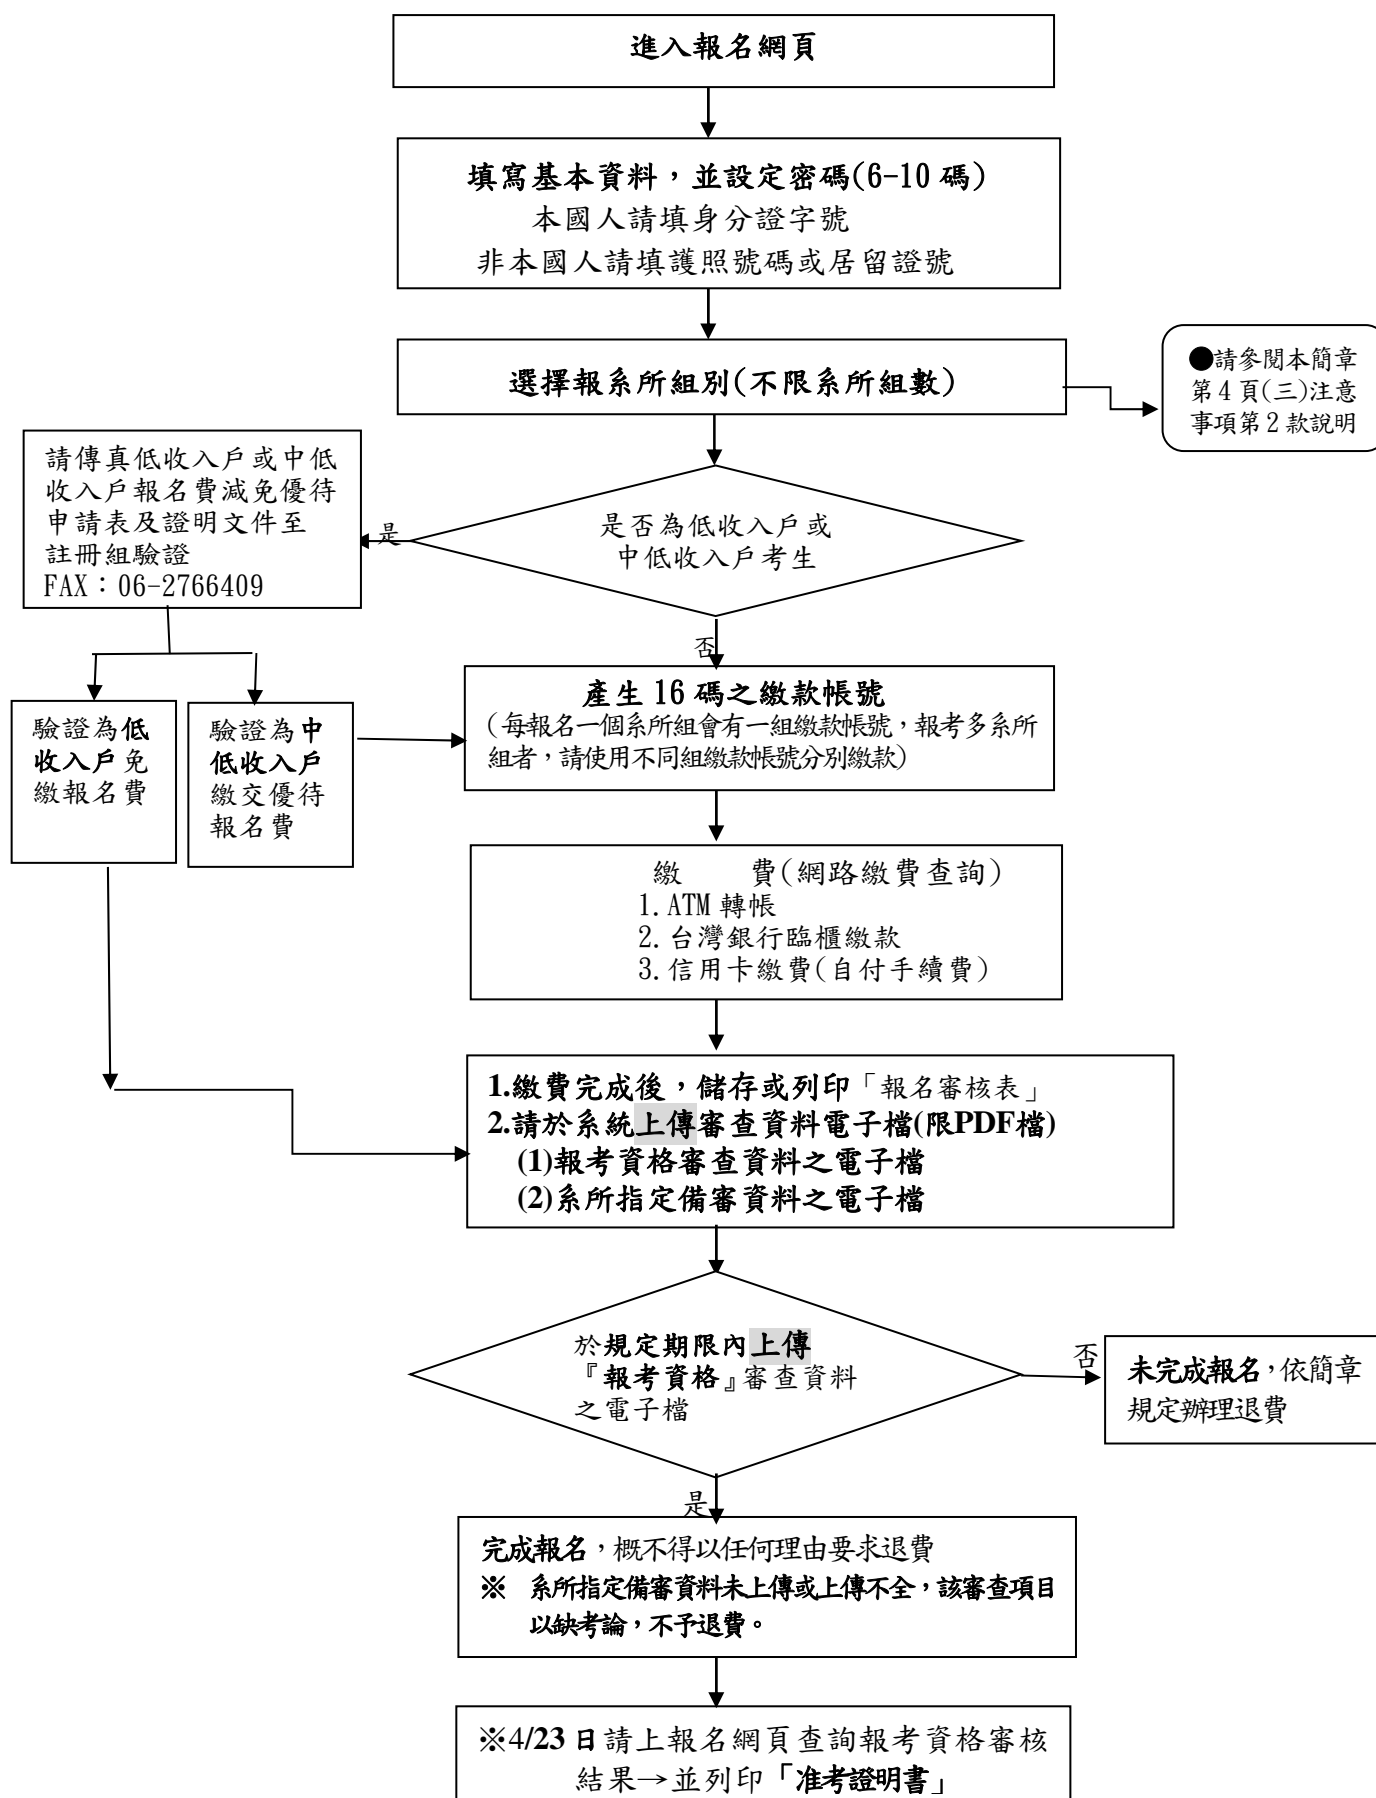 進入報名網頁
填寫基本資料，並設定密碼(6-10 碼)
本國人請填身分證字號
非本國人請填護照號碼或居留證號
選擇報系所組別(不限系所組數)
●請參閱本簡章
第 4 頁(三)注意
事項第 2 款說明
請傳真低收入戶或中低
收入戶報名費減免優待
申請表及證明文件至
註冊組驗證
FAX：06-2766409
是
是否為低收入戶或
中低收入戶考生
否
驗證為低
收入戶免
繳報名費
驗證為中
低收入戶
繳交優待
報名費
產生 16 碼之繳款帳號
(每報名一個系所組會有一組繳款帳號，報考多系所
組者，請使用不同組繳款帳號分別繳款)
繳　　費(網路繳費查詢)
1. ATM 轉帳
2. 台灣銀行臨櫃繳款
3. 信用卡繳費(自付手續費)
1.繳費完成後，儲存或列印「報名審核表」
2.請於系統上傳審查資料電子檔(限PDF檔)
(1)報考資格審查資料之電子檔
(2)系所指定備審資料之電子檔
於規定期限內上傳
『報考資格』審查資料
之電子檔
否
未完成報名，依簡章
規定辦理退費
是
完成報名，概不得以任何理由要求退費
※ 系所指定備審資料未上傳或上傳不全，該審查項目
以缺考論，不予退費。
※4/23 日請上報名網頁查詢報考資格審核
結果→並列印「准考證明書」